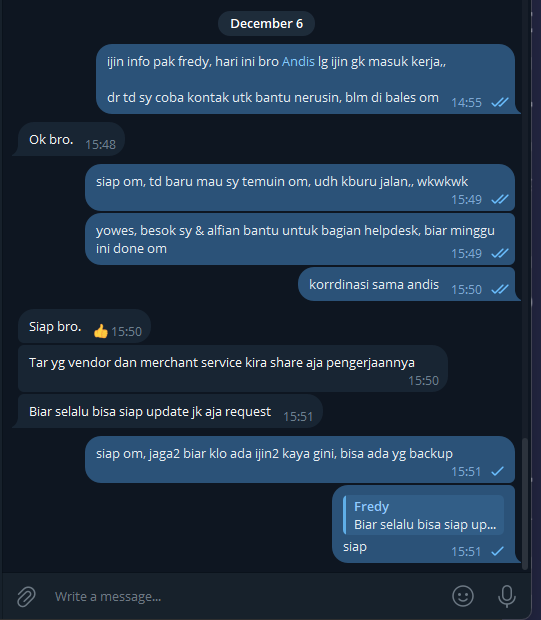 December 6
ijin info pak fredy, hari ini bro Andis lg ijin gk masuk kerja,,
dr td sy coba kontak utk bantu nerusin, blm di bales om 14:55
Ok bro. 15:48
siap om, td baru mau sy temuin om, udh kburu jalan,, wkwkwk
15:49
yowes, besok sy & alfian bantu untuk bagian helpdesk, biar minggu
ini done om 15:49
korrdinasi sama andis 15:50
Siap bro. 👍 15:50
Tar yg vendor dan merchant service kira share aja pengerjaannya
15:50
Biar selalu bisa siap update jk aja request 15:51
siap om, jaga2 biar klo ada ijin2 kaya gini, bisa ada yg backup
15:51
Fredy
Biar selalu bisa siap up...
siap 15:51
Write a message...